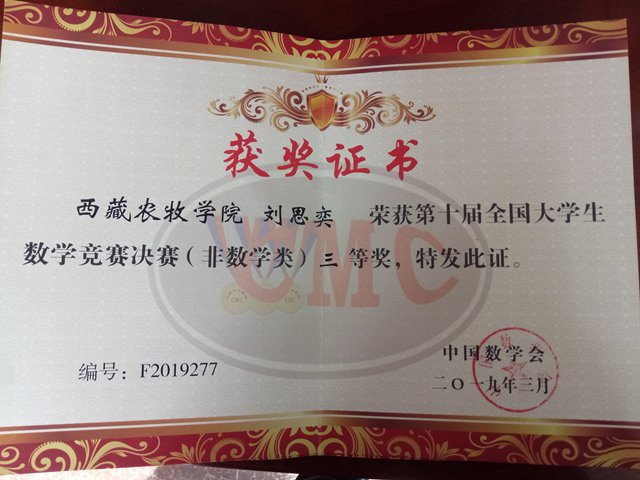 获奖证书
西藏农牧学院 刘思奕 荣获第十届全国大学生
数学竞赛决赛(非数学类)三等奖,特发此证。
CMC
编号:F2019277
中国数学会
二〇一九年三月